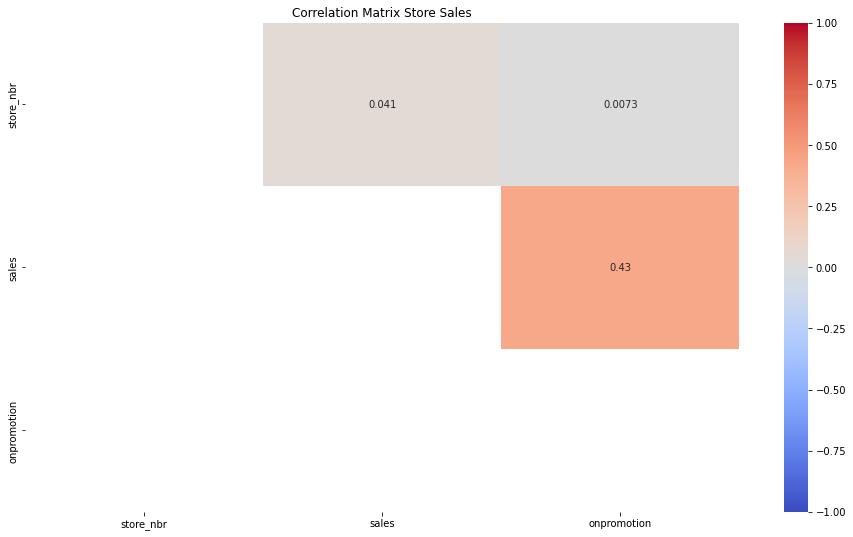 Correlation Matrix Store Sales
store_nbr
0.041
0.0073
sales
0.43
onpromotion
store_nbr
sales
onpromotion
1.00
0.75
0.50
0.25
0.00
−0.25
−0.50
−0.75
−1.00